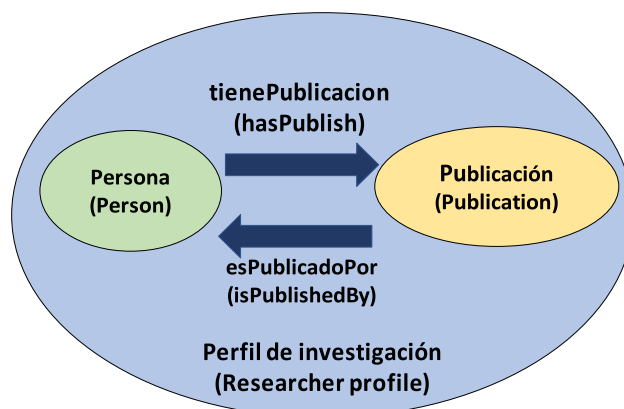 tienePublicacion
(hasPublish)
Persona
(Person)
Publicación
(Publication)
esPublicadoPor
(isPublishedBy)
Perfil de investigación
(Researcher profile)